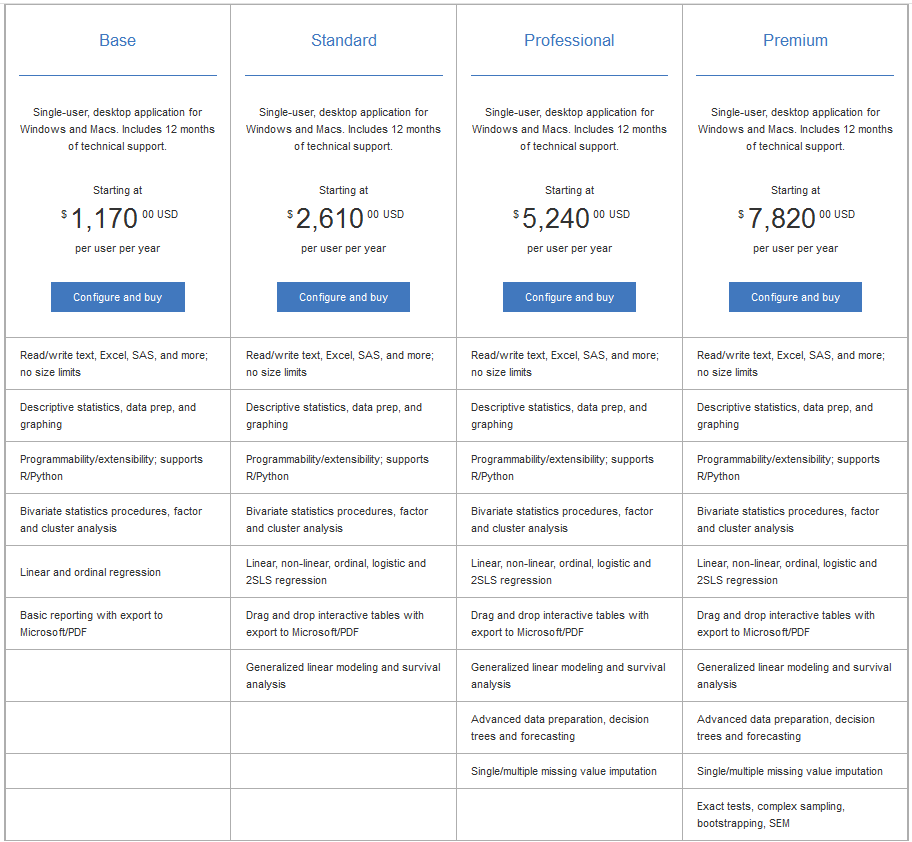 Base
Single-user, desktop application for
Windows and Macs. Includes 12 months
of technical support.
Starting at
$ 1,170 00 USD
per user per year
Configure and buy
Read/write text, Excel, SAS, and more;
no size limits
Descriptive statistics, data prep, and
graphing
Programmability/extensibility; supports
R/Python
Bivariate statistics procedures, factor
and cluster analysis
Linear and ordinal regression
Basic reporting with export to
Microsoft/PDF
Standard
Single-user, desktop application for
Windows and Macs. Includes 12 months
of technical support.
Starting at
$ 2,610 00 USD
per user per year
Configure and buy
Read/write text, Excel, SAS, and more;
no size limits
Descriptive statistics, data prep, and
graphing
Programmability/extensibility; supports
R/Python
Bivariate statistics procedures, factor
and cluster analysis
Linear, non-linear, ordinal, logistic and
2SLS regression
Drag and drop interactive tables with
export to Microsoft/PDF
Generalized linear modeling and survival
analysis
Professional
Single-user, desktop application for
Windows and Macs. Includes 12 months
of technical support.
Starting at
$ 5,240 00 USD
per user per year
Configure and buy
Read/write text, Excel, SAS, and more;
no size limits
Descriptive statistics, data prep, and
graphing
Programmability/extensibility; supports
R/Python
Bivariate statistics procedures, factor
and cluster analysis
Linear, non-linear, ordinal, logistic and
2SLS regression
Drag and drop interactive tables with
export to Microsoft/PDF
Generalized linear modeling and survival
analysis
Advanced data preparation, decision
trees and forecasting
Single/multiple missing value imputation
Premium
Single-user, desktop application for
Windows and Macs. Includes 12 months
of technical support.
Starting at
$ 7,820 00 USD
per user per year
Configure and buy
Read/write text, Excel, SAS, and more;
no size limits
Descriptive statistics, data prep, and
graphing
Programmability/extensibility; supports
R/Python
Bivariate statistics procedures, factor
and cluster analysis
Linear, non-linear, ordinal, logistic and
2SLS regression
Drag and drop interactive tables with
export to Microsoft/PDF
Generalized linear modeling and survival
analysis
Advanced data preparation, decision
trees and forecasting
Single/multiple missing value imputation
Exact tests, complex sampling,
bootstrapping, SEM